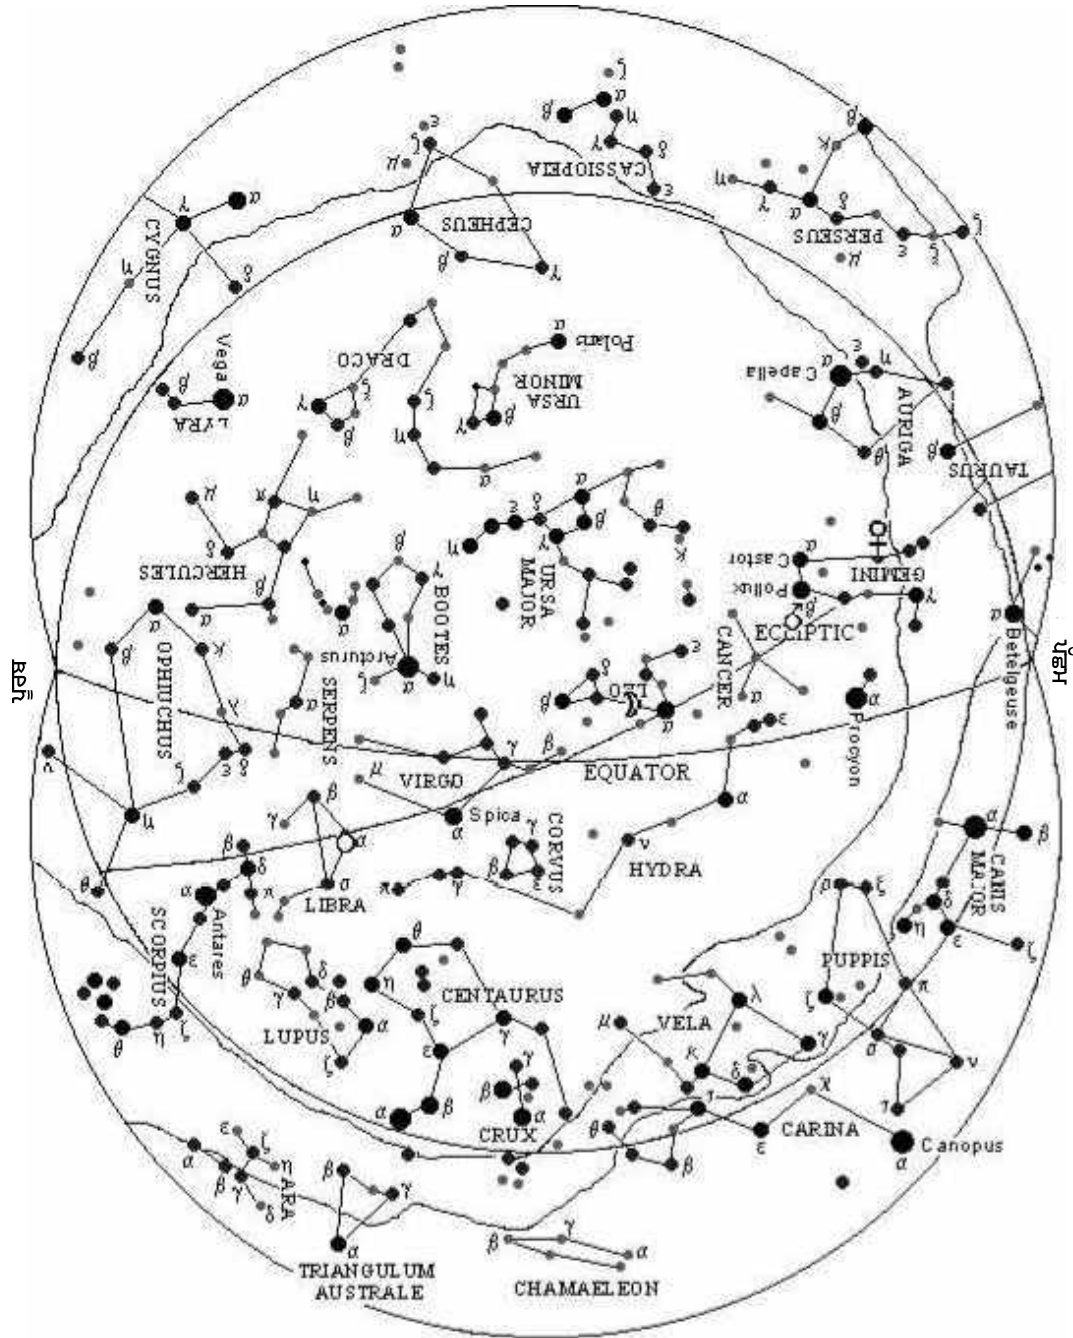 ζ
α
β
η
γ
δ
ε
CASSIOPEIA
ε
ζ
μ
α
β
γ
CEPHEUS
β
κ
η
γ
α
δ
ε
ξ
ζ
μ
PERSEUS
α
γ
η
δ
β
CYGNUS
Vega
α
β
LYRA
DRACO
γ
ξ
ζ
β
ζ
η
α
α
Polaris
URSA
MINOR
γ
β
ε
η
α
Capella
β
θ
AURIGA
β
TAURUS
π
η
μ
δ
β
α
HERCULES
β
γ
BOOTES
Arcturus
α
ζ
η
α
ε
δ
α
β
γ
η
θ
κ
URSA
MAJOR
α
Castor
Pollux
β
GEMINI
γ
ECLIPTIC
CANCER
α
α
Betelgeuse
α
β
κ
λ
ε
δ
ζ
η
ν
θ
OPHIUCHUS
α
SERPENS
ε
δ
β
LEO
α
α
Procyon
β
γ
VIRGO
μ
α
Spica
EQUATOR
ε
α
ν
γ
π
HYDRA
β
γ
α
σ
LIBRA
γ
β
ε
CORVUS
α
β
δ
η
ε
ζ
CANIS
MAJOR
β
δ
π
α
Antares
ε
ζ
η
θ
SCORPIUS
θ
δ
γ
β
α
ζ
LUPUS
θ
η
ζ
CENTAURUS
γ
ε
α
β
γ
β
α
CRUX
μ
λ
VELA
κ
δ
γ
ρ
ξ
PUPPIS
ζ
π
σ
ν
τ
χ
ι
θ
β
ε
CARINA
α
Canopus
ε
ζ
α
η
β
γ
δ
ARA
β
γ
α
TRIANGULUM
AUSTRALE
γ
β
α
CHAMAELEON